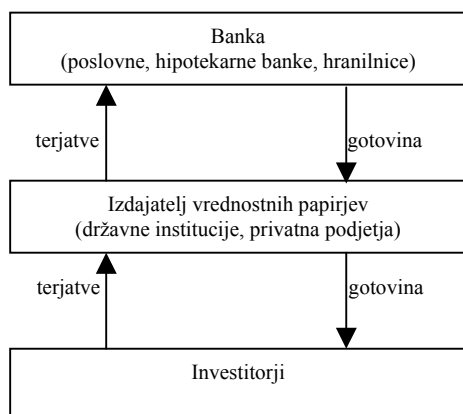 Banka
(poslovne, hipotekarne banke, hranilnice)
terjatve
gotovina
Izdajatelj vrednostnih papirjev
(državne institucije, privatna podjetja)
terjatve
gotovina
Investitorji